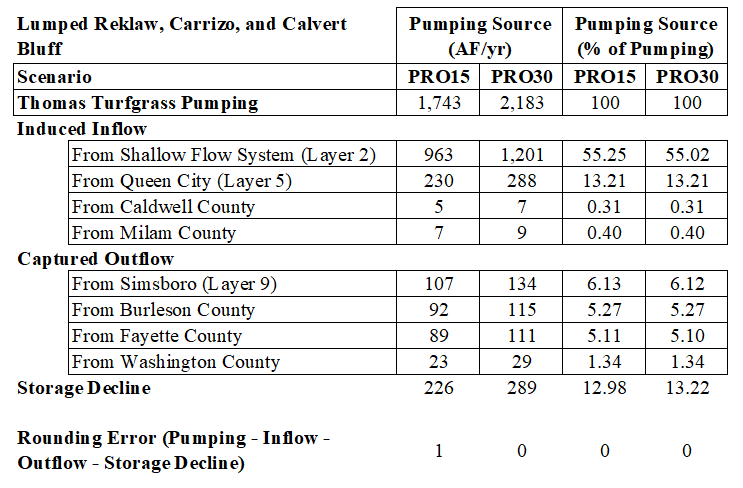 Lumped Reklaw, Carrizo, and Calvert Bluff Pumping Source (AF/yr) Pumping Source (% of Pumping)
Scenario PRO15 PRO30 PRO15 PRO30
Thomas Turfgrass Pumping 1,743 2,183 100 100
Induced Inflow
From Shallow Flow System (Layer 2) 963 1,201 55.25 55.02
From Queen City (Layer 5) 230 288 13.21 13.21
From Caldwell County 5 7 0.31 0.31
From Milam County 7 9 0.40 0.40
Captured Outflow
From Simsboro (Layer 9) 107 134 6.13 6.12
From Burleson County 92 115 5.27 5.27
From Fayette County 89 111 5.11 5.10
From Washington County 23 29 1.34 1.34
Storage Decline 226 289 12.98 13.22
Rounding Error (Pumping - Inflow -
Outflow - Storage Decline) 1 0 0 0